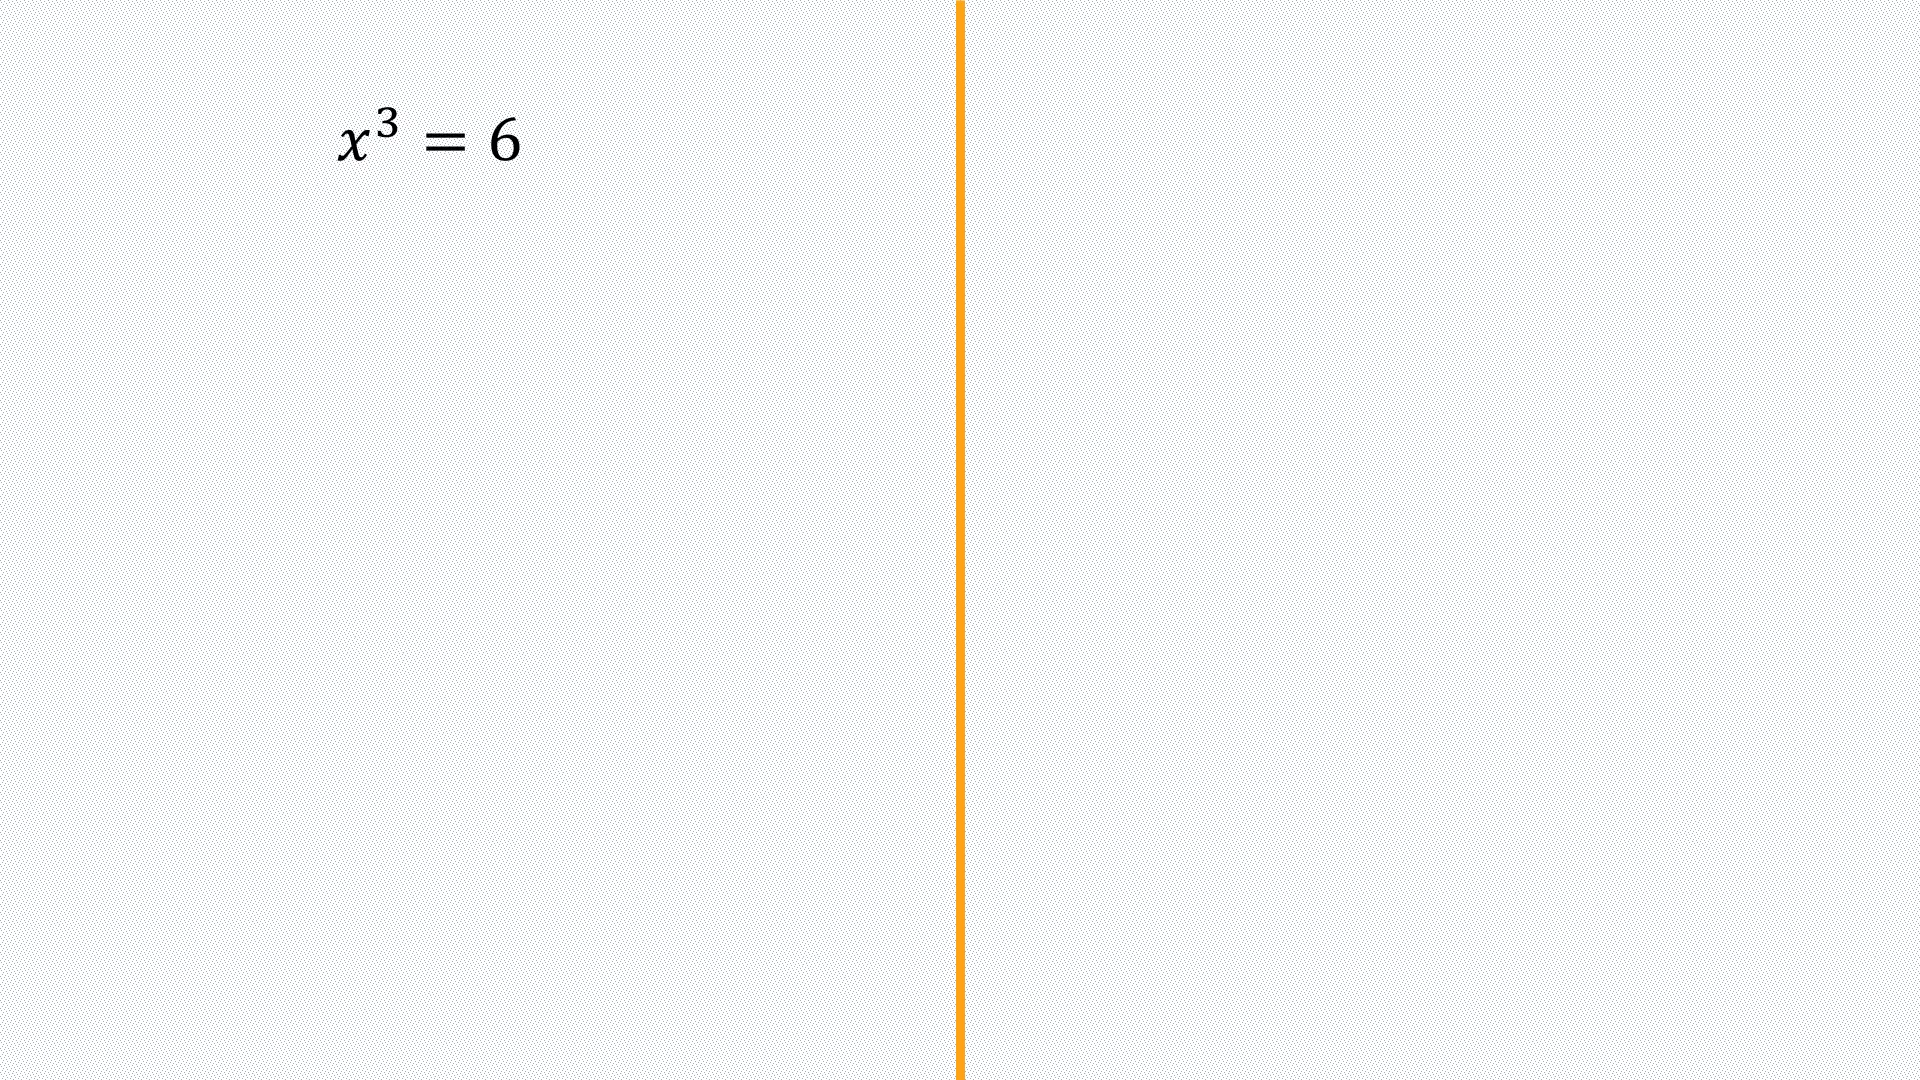 x³ = 6